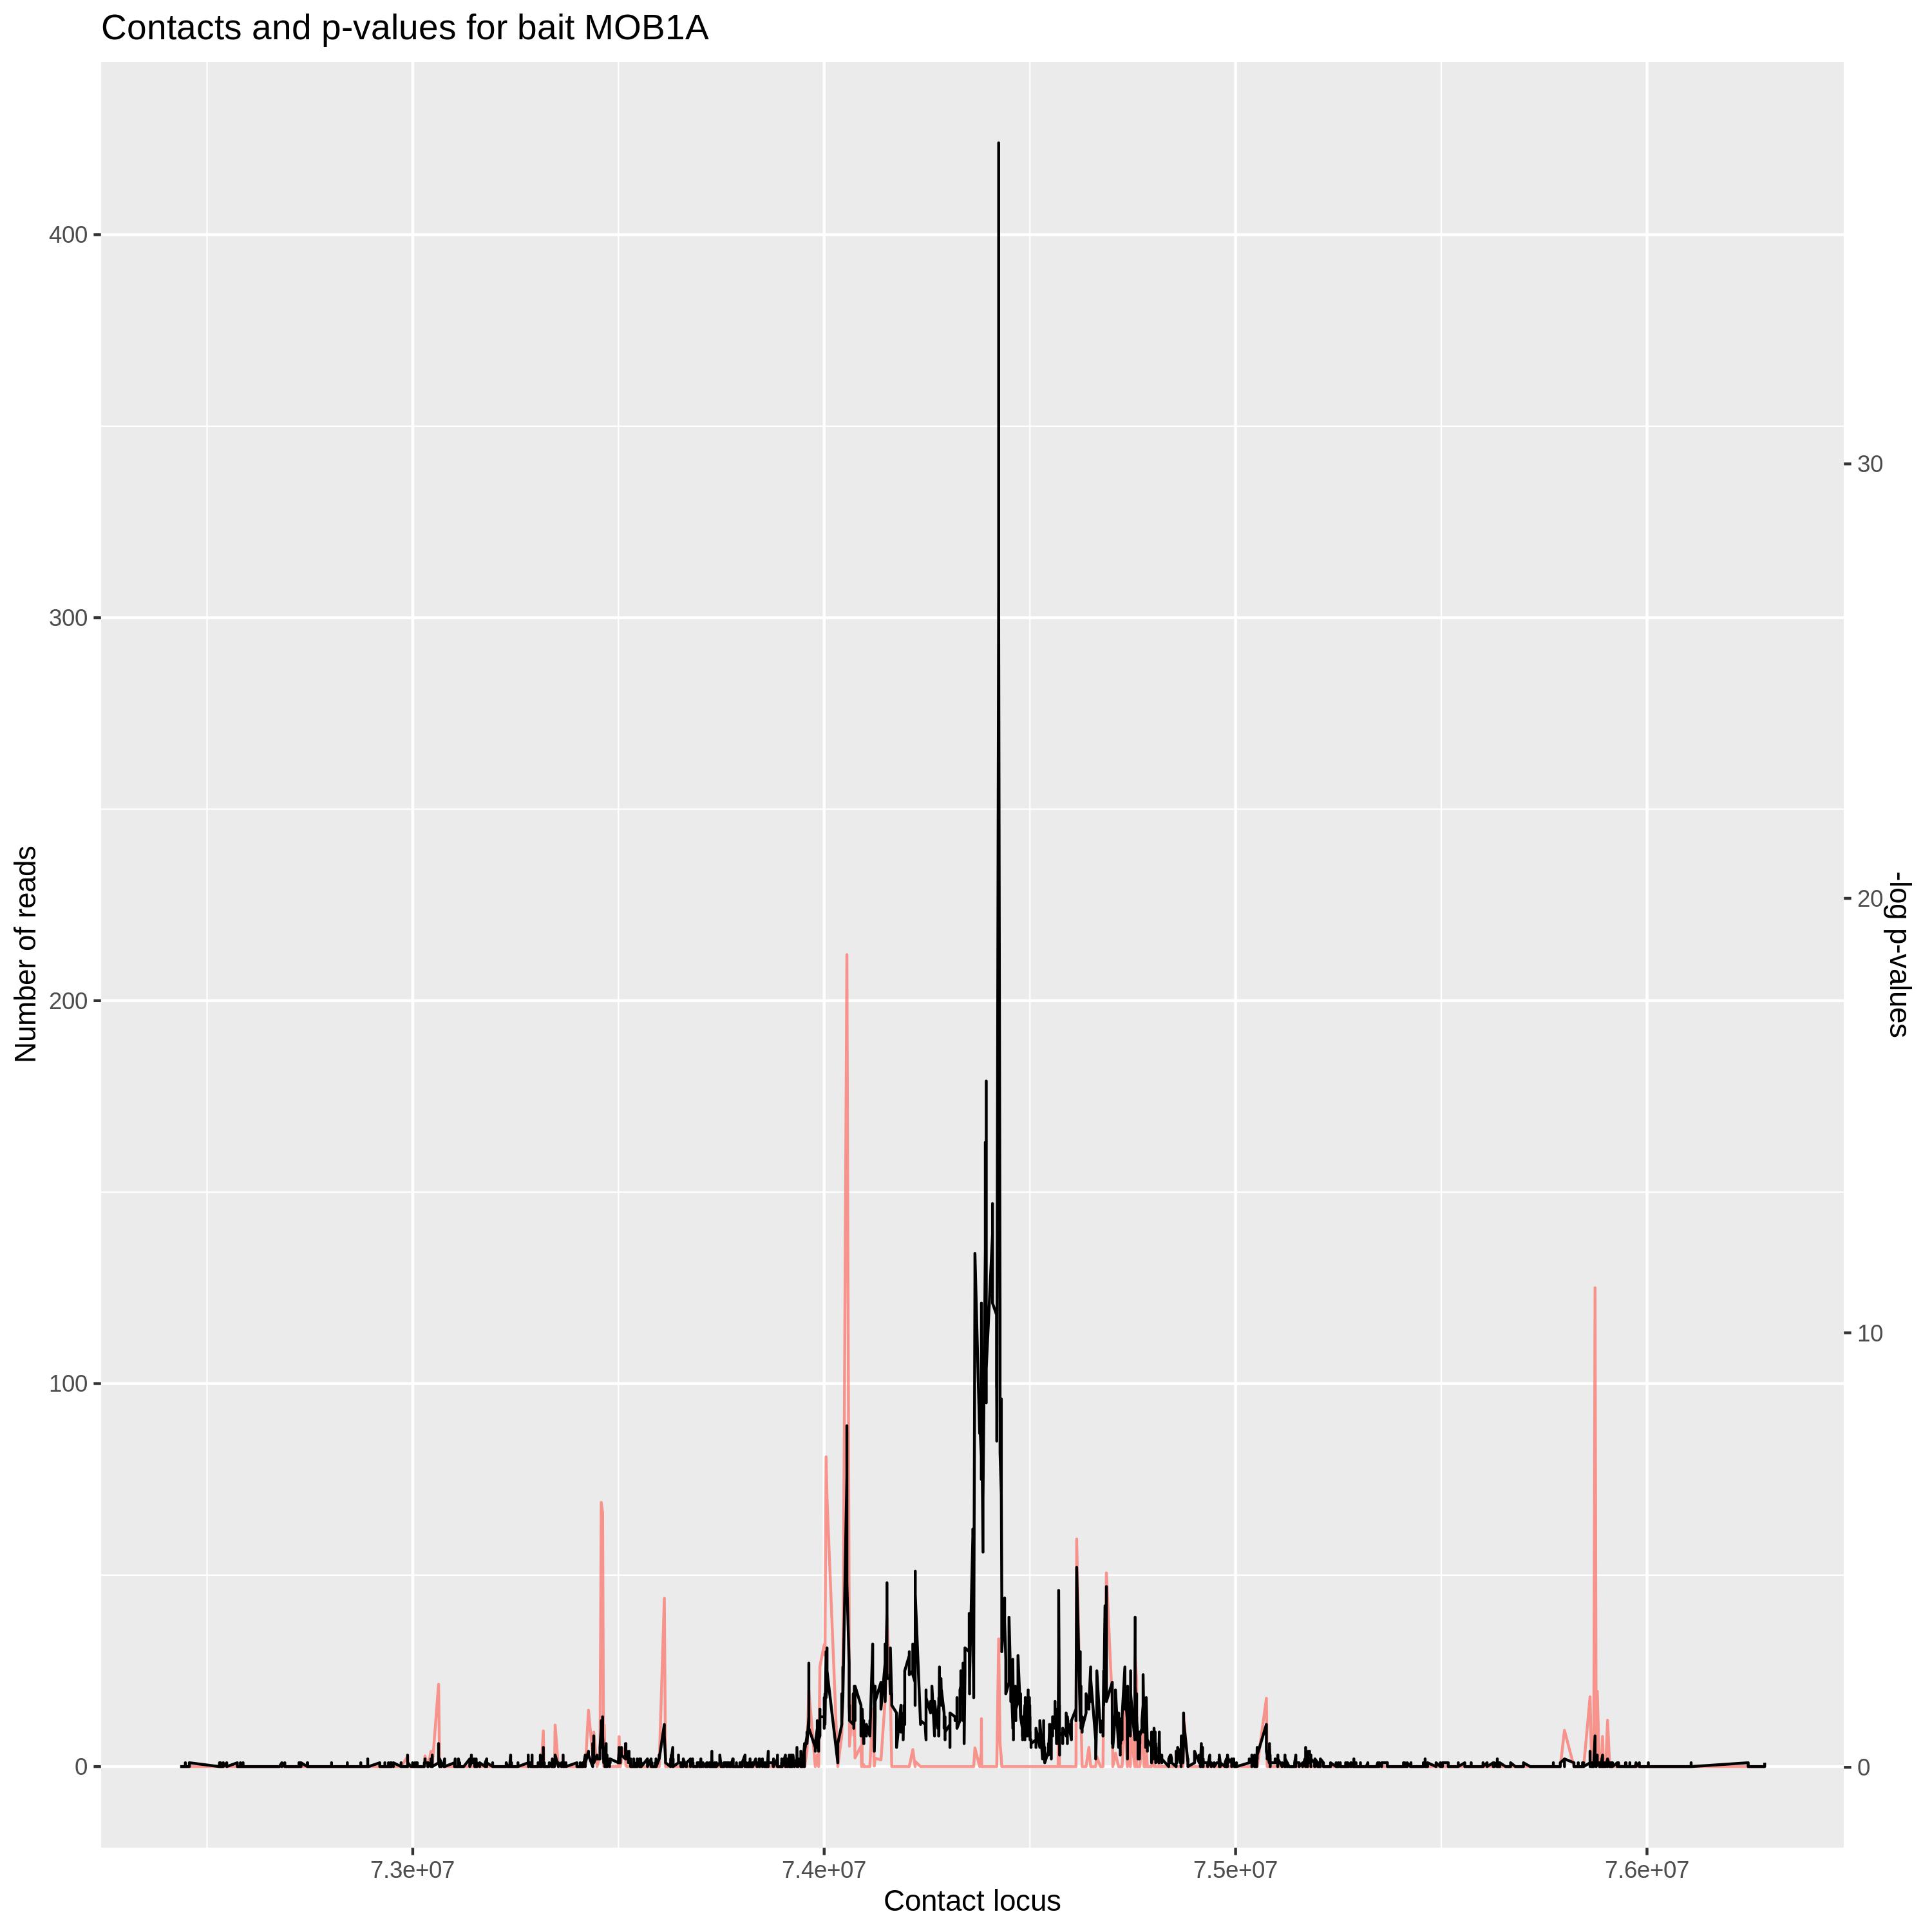 Contacts and p-values for bait MOB1A
400
300
200
100
0
Number of reads
30
20
10
0
-log p-values
7.3e+07
7.4e+07
7.5e+07
7.6e+07
Contact locus